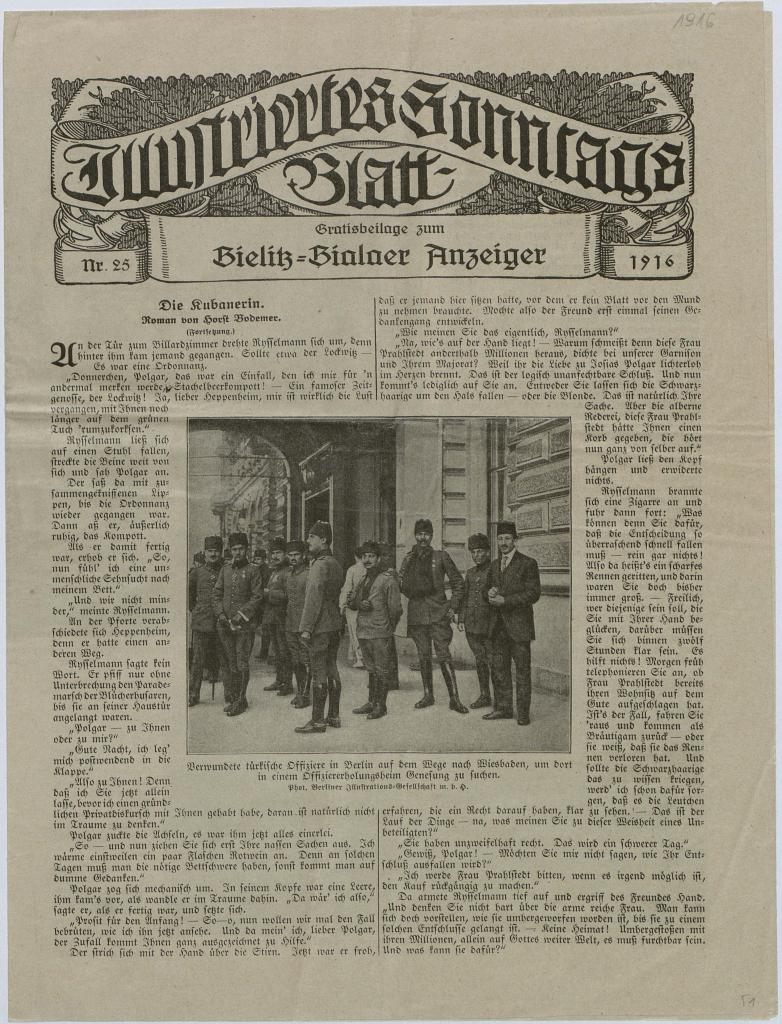 1916
Illustriertes Sonntags
Blatt
Gratisbeilage zum
Bielitz-Bialaer Anzeiger
Nr. 25
1916
Die Kubanerin.
Roman von Horst Bodemer.
(Fortsetzung.)
An der Tür zum Billardzimmer drehte Rysselmann sich um, denn
hinter ihm kam jemand gegangen. Sollte etwa der Lockwitz —
Es war eine Ordonnanz.
„Donnerchen, Polgar, das war ein Einfall, den ich mir für 'n
andermal merken werde, Stachelbeerkompott! — Ein famoser Zeit-
genosse, der Lockwitz! Ja, lieber Heppenheim, mir ist wirklich die Lust
vergangen, mit Ihnen noch
länger auf dem grünen
Tuch 'rumzukorksen.“
Rysselmann ließ sich
auf einen Stuhl fallen,
streckte die Beine weit von
sich und sah Polgar an.
Der saß da mit zu-
sammengekniffenen Lip-
pen, bis die Ordonnanz
wieder gegangen war.
Dann aß er, äußerlich
ruhig, das Kompott.
Als er damit fertig
war, erhob er sich. „So,
nun fühl' ich eine un-
menschliche Sehnsucht nach
meinem Bett.“
„Und wir nicht min-
der,“ meinte Rysselmann.
An der Pforte verab-
schiedete sich Heppenheim,
denn er hatte einen an-
deren Weg.
Rysselmann sagte kein
Wort. Er pfiff nur ohne
Unterbrechung den Parade-
marsch der Blücherhusaren,
bis sie an seiner Haustür
angelangt waren.
„Polgar — zu Ihnen
oder zu mir?“
„Gute Nacht, ich leg'
mich postwendend in die
Klappe.“
„Also zu Ihnen! Denn
daß ich Sie jetzt allein
lasse, bevor ich einen gründ-
lichen Privatdiskurs mit Ihnen gehabt habe, daran ist natürlich nicht
im Traume zu denken.“
Polgar zuckte die Achseln, es war ihm jetzt alles einerlei.
„So — und nun ziehen Sie sich erst Ihre nassen Sachen aus. Ich
wärme einstweilen ein paar Flaschen Rotwein an. Denn an solchen
Tagen muß man die nötige Bettschwere haben, sonst kommt man auf
dumme Gedanken.“
Polgar zog sich mechanisch um. In seinem Kopfe war eine Leere,
ihm kam's vor, als wandle er im Traume dahin. „Da wär' ich also,“
sagte er, als er fertig war, und setzte sich.
„Prosit für den Anfang! — So—o, nun wollen wir mal den Fall
bebrüten, wie ich ihn jetzt ansehe. Und da mein' ich, lieber Polgar,
der Zufall kommt Ihnen ganz ausgezeichnet zu Hilfe.“
Der strich sich mit der Hand über die Stirn. Jetzt war er froh,
daß er jemand hier sitzen hatte, vor dem er kein Blatt vor den Mund
zu nehmen brauchte. Mochte also der Freund erst einmal seinen Ge-
dankengang entwickeln.
„Wie meinen Sie das eigentlich, Rysselmann?“
„Na, wie's auf der Hand liegt! — Warum schmeißt denn diese Frau
Prahlstedt anderthalb Millionen heraus, dichte bei unserer Garnison
und Ihrem Majorat? Weil ihr die Liebe zu Josias Polgar lichterloh
im Herzen brennt. Das ist der logisch unanfechtbare Schluß. Und nun
kommt's lediglich auf Sie an. Entweder Sie lassen sich die Schwarz-
haarige um den Hals fallen — oder die Blonde. Das ist natürlich Ihre
Sache. Aber die alberne
Rederei, diese Frau Prahl-
stedt hätte Ihnen einen
Korb gegeben, die hört
nun ganz von selber auf.“
Polgar ließ den Kopf
hängen und erwiderte
nichts.
Rysselmann brannte
sich eine Zigarre an und
fuhr dann fort: „Was
können denn Sie dafür,
daß die Entscheidung so
überraschend schnell fallen
muß — rein gar nichts!
Also da heißt's ein scharfes
Rennen geritten, und darin
waren Sie doch bisher
immer groß. — Freilich,
wer diejenige sein soll, die
Sie mit Ihrer Hand be-
glücken, darüber müssen
Sie sich binnen zwölf
Stunden klar sein. Es
hilft nichts! Morgen früh
telephonieren Sie an, ob
Frau Prahlstedt bereits
ihren Wohnsitz auf dem
Gute aufgeschlagen hat.
Ist's der Fall, fahren Sie
'raus und kommen als
Bräutigam zurück — oder
sie weiß, daß sie das Ren-
nen verloren hat. Und
sollte die Schwarzhaarige
das zu wissen kriegen,
werd' ich schon dafür sor-
gen, daß es die Leutchen
erfahren, die ein Recht darauf haben, klar zu sehen. — Das ist der
Lauf der Dinge — na, was meinen Sie zu dieser Weisheit eines Un-
beteiligten?“
„Sie haben unzweifelhaft recht. Das wird ein schwerer Tag.“
„Gewiß, Polgar! — Möchten Sie mir nicht sagen, wie Ihr Ent-
schluß ausfallen wird?“
„Ich werde Frau Prahlstedt bitten, wenn es irgend möglich ist,
den Kauf rückgängig zu machen.“
Da atmete Rysselmann tief auf und ergriff des Freundes Hand.
„Und denken Sie nicht hart über die arme reiche Frau. Man kann
sich doch vorstellen, wie sie umhergeworfen worden ist, bis sie zu einem
solchen Entschlusse gelangt ist. — Keine Heimat! Umhergestoßen mit
ihren Millionen, allein auf Gottes weiter Welt, es muß furchtbar sein.
Und was kann sie dafür?“
Verwundete türkische Offiziere in Berlin auf dem Wege nach Wiesbaden, um dort
in einem Offiziererholungsheim Genesung zu suchen.
Phot. Berliner Illustrations-Gesellschaft m. b. H.
51